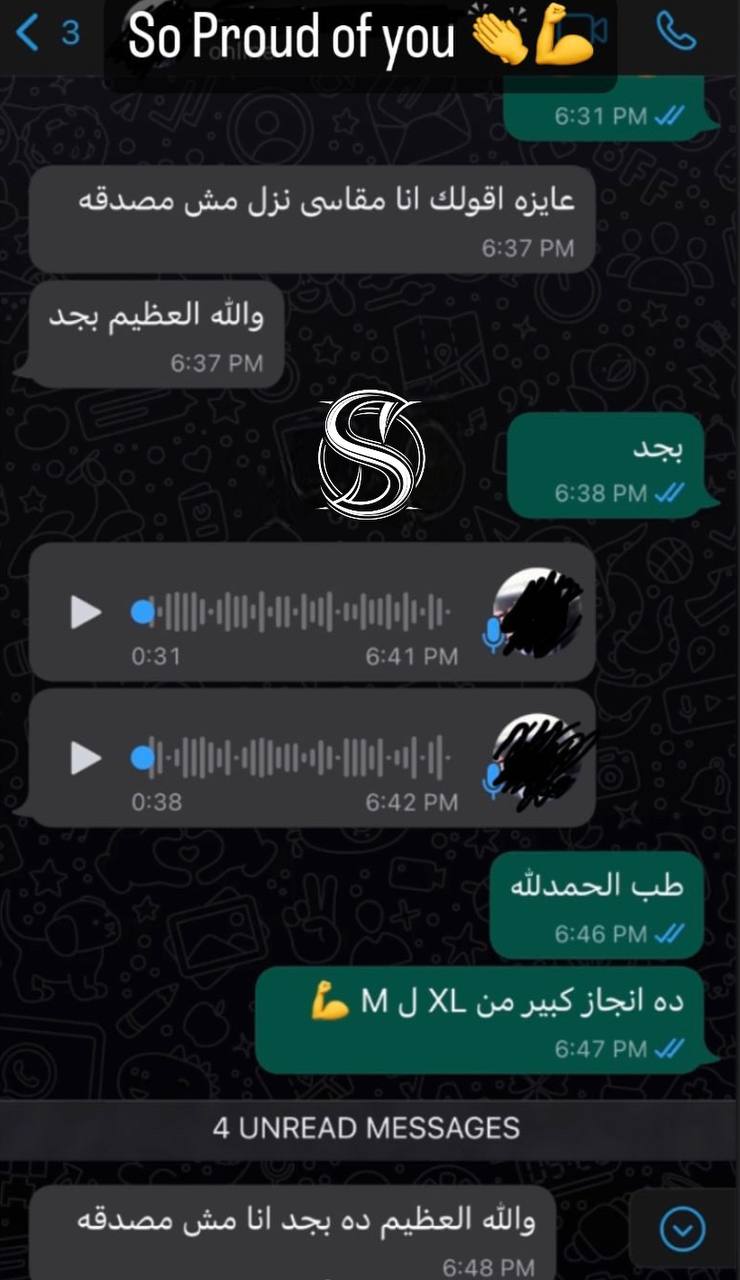 3
So Proud of you 👏💪
6:31 PM
عايزه اقولك انا مقاسى نزل مش مصدقه
6:37 PM
والله العظيم بجد
6:37 PM
بجد
6:38 PM
S
0:31 6:41 PM
0:38 6:42 PM
طب الحمدلله
6:46 PM
ده انجاز كبير من XL ل M 💪
6:47 PM
4 UNREAD MESSAGES
والله العظيم ده بجد انا مش مصدقه
6:48 PM